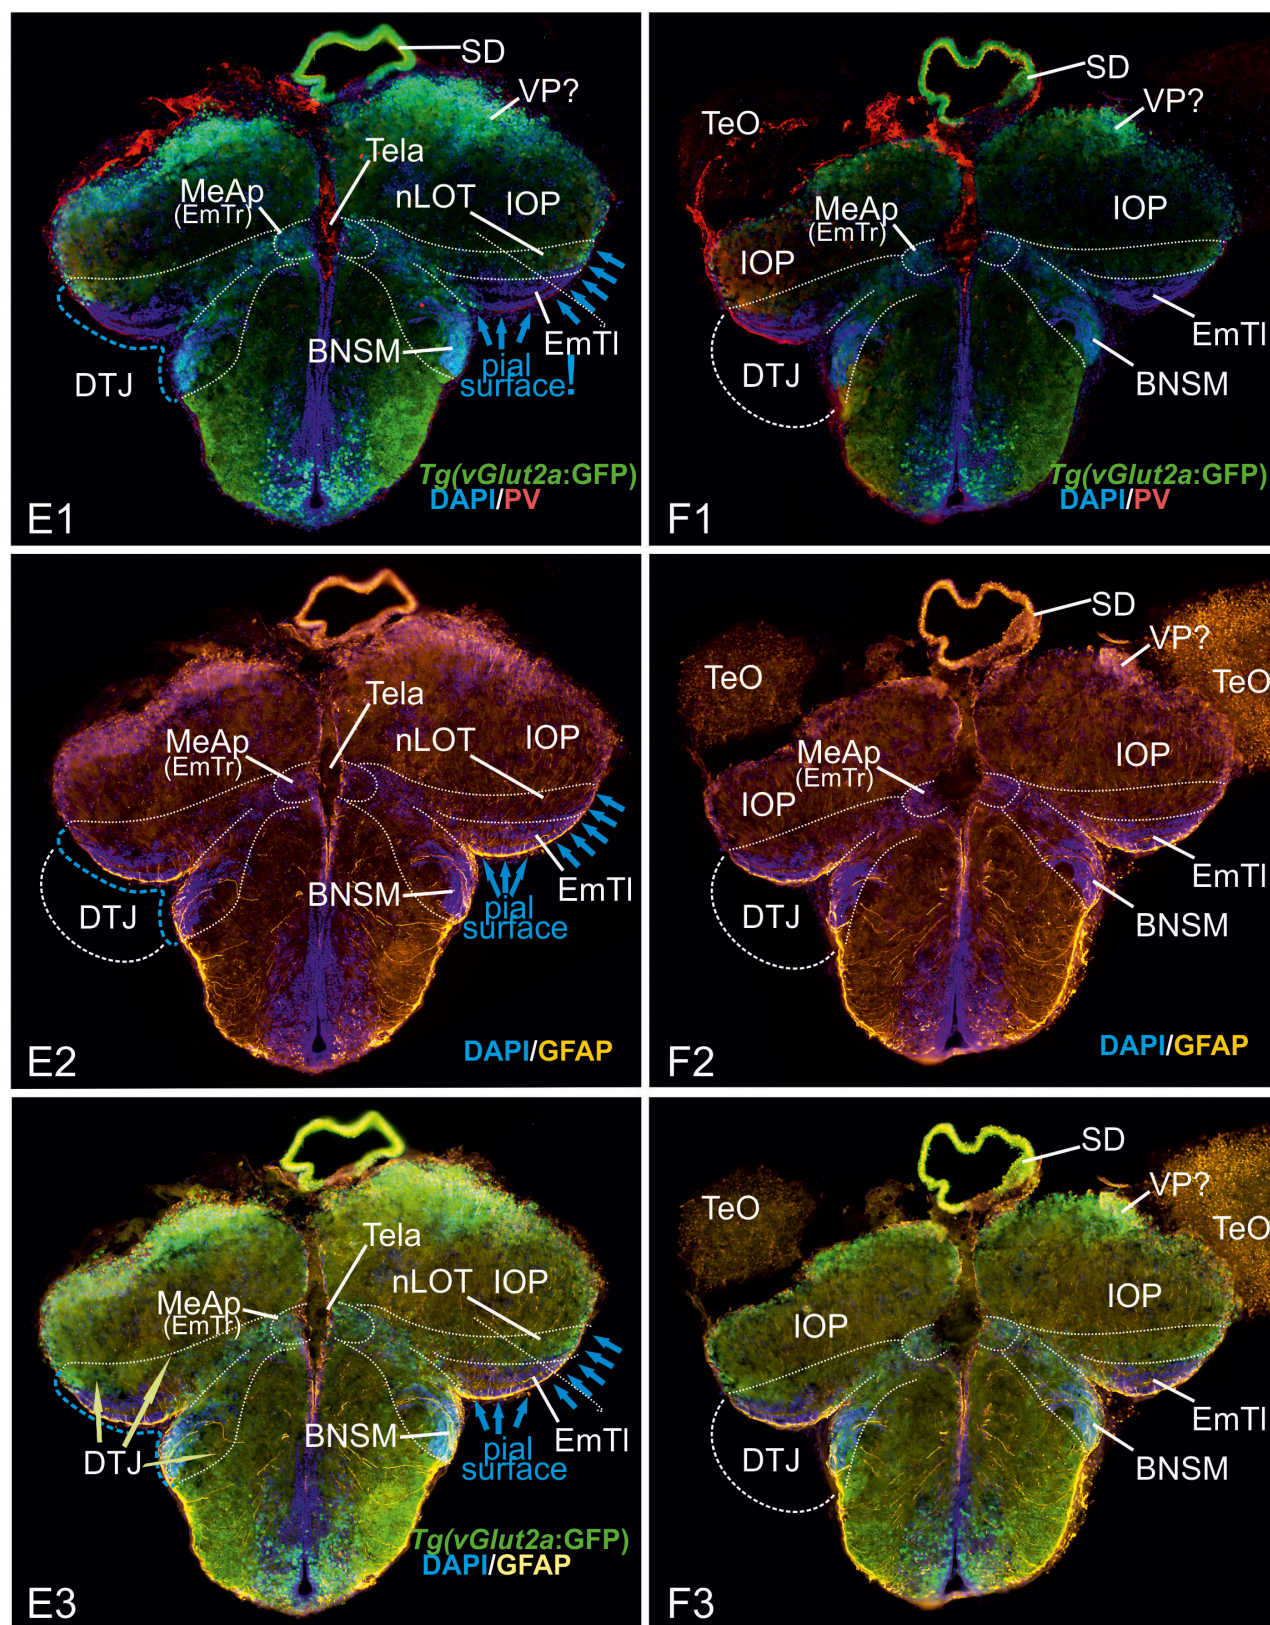 SD
VP?
Tela
MeAp
(EmTr)
nLOT
IOP
BNSM
EmTl
pial
surface!
DTJ
Tg(vGlut2a:GFP)
DAPI/PV
E1
SD
TeO
VP?
MeAp
(EmTr)
IOP
IOP
EmTl
DTJ
BNSM
Tg(vGlut2a:GFP)
DAPI/PV
F1
Tela
MeAp
(EmTr)
nLOT
IOP
BNSM
EmTl
pial
surface
DTJ
DAPI/GFAP
E2
SD
VP?
TeO
TeO
MeAp
(EmTr)
IOP
IOP
EmTl
DTJ
BNSM
DAPI/GFAP
F2
Tela
nLOT
IOP
MeAp
(EmTr)
BNSM
EmTl
pial
surface
DTJ
Tg(vGlut2a:GFP)
DAPI/GFAP
E3
SD
VP?
TeO
TeO
IOP
IOP
EmTl
DTJ
BNSM
F3